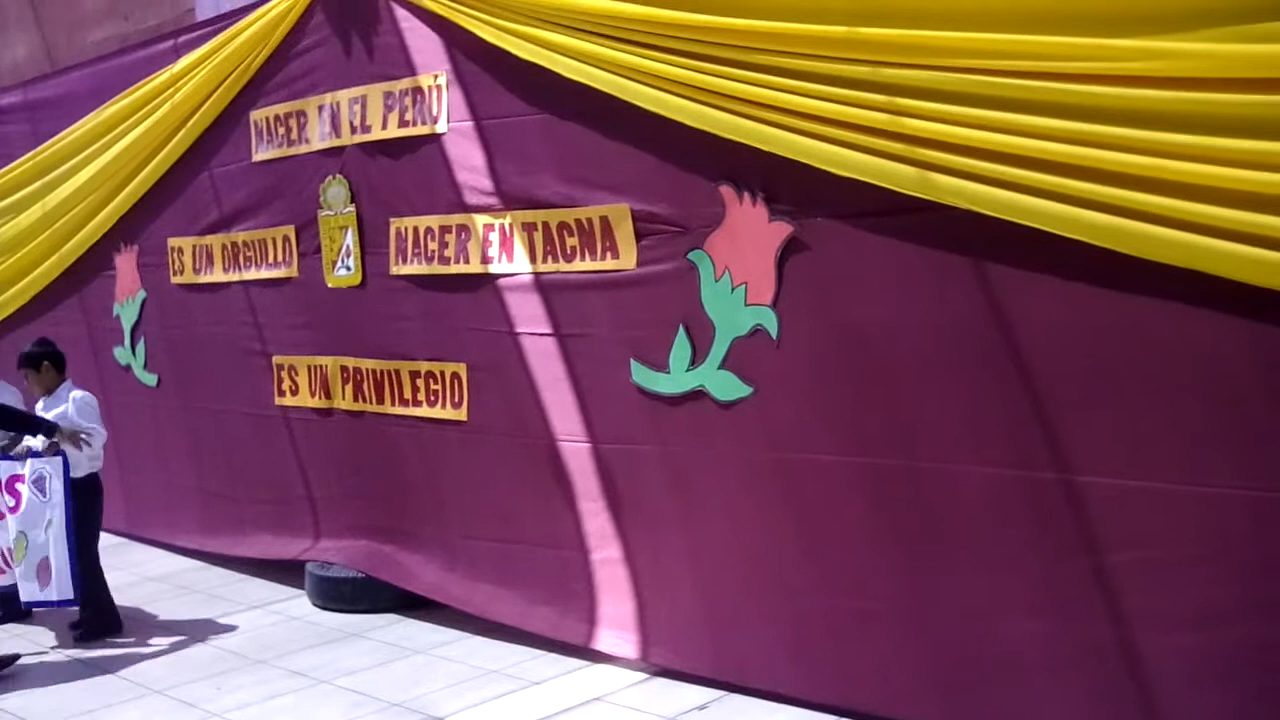 NACER EN EL PERÚ
ES UN ORGULLO
NACER EN TACNA
ES UN PRIVILEGIO